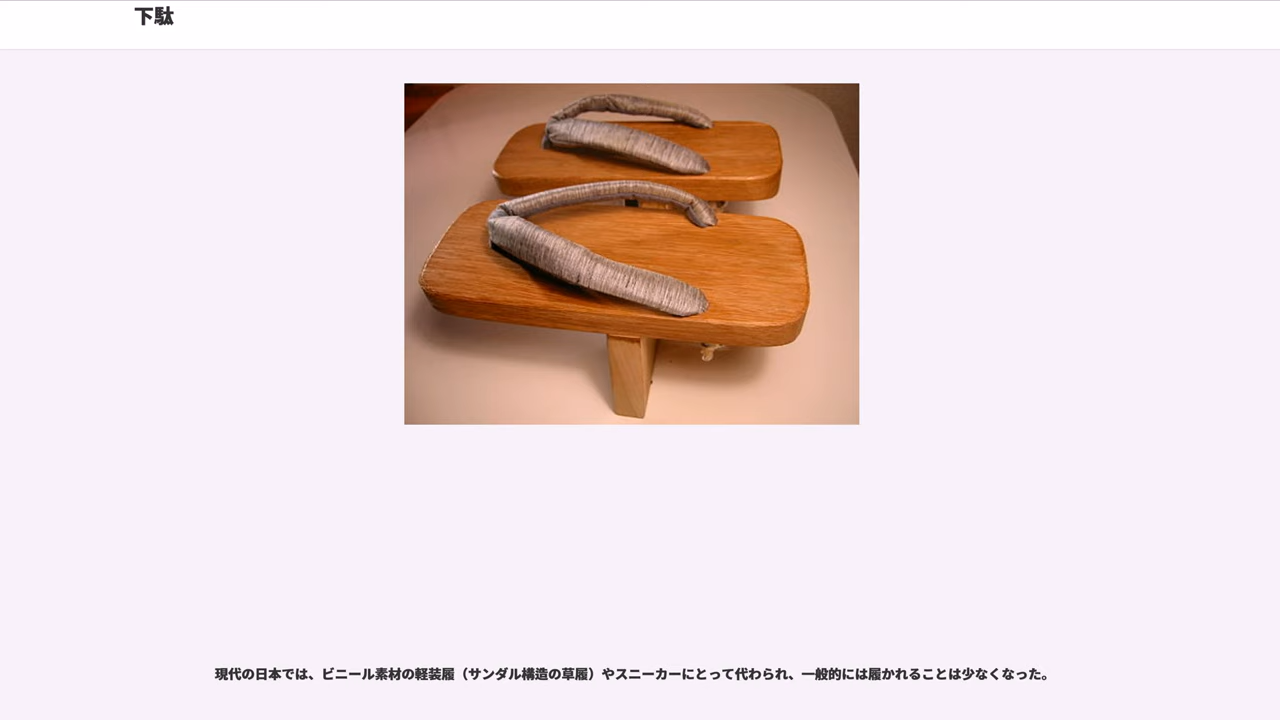 下駄
現代の日本では、ビニール素材の軽装履（サンダル構造の草履）やスニーカーにとって代わられ、一般的には履かれることは少なくなった。